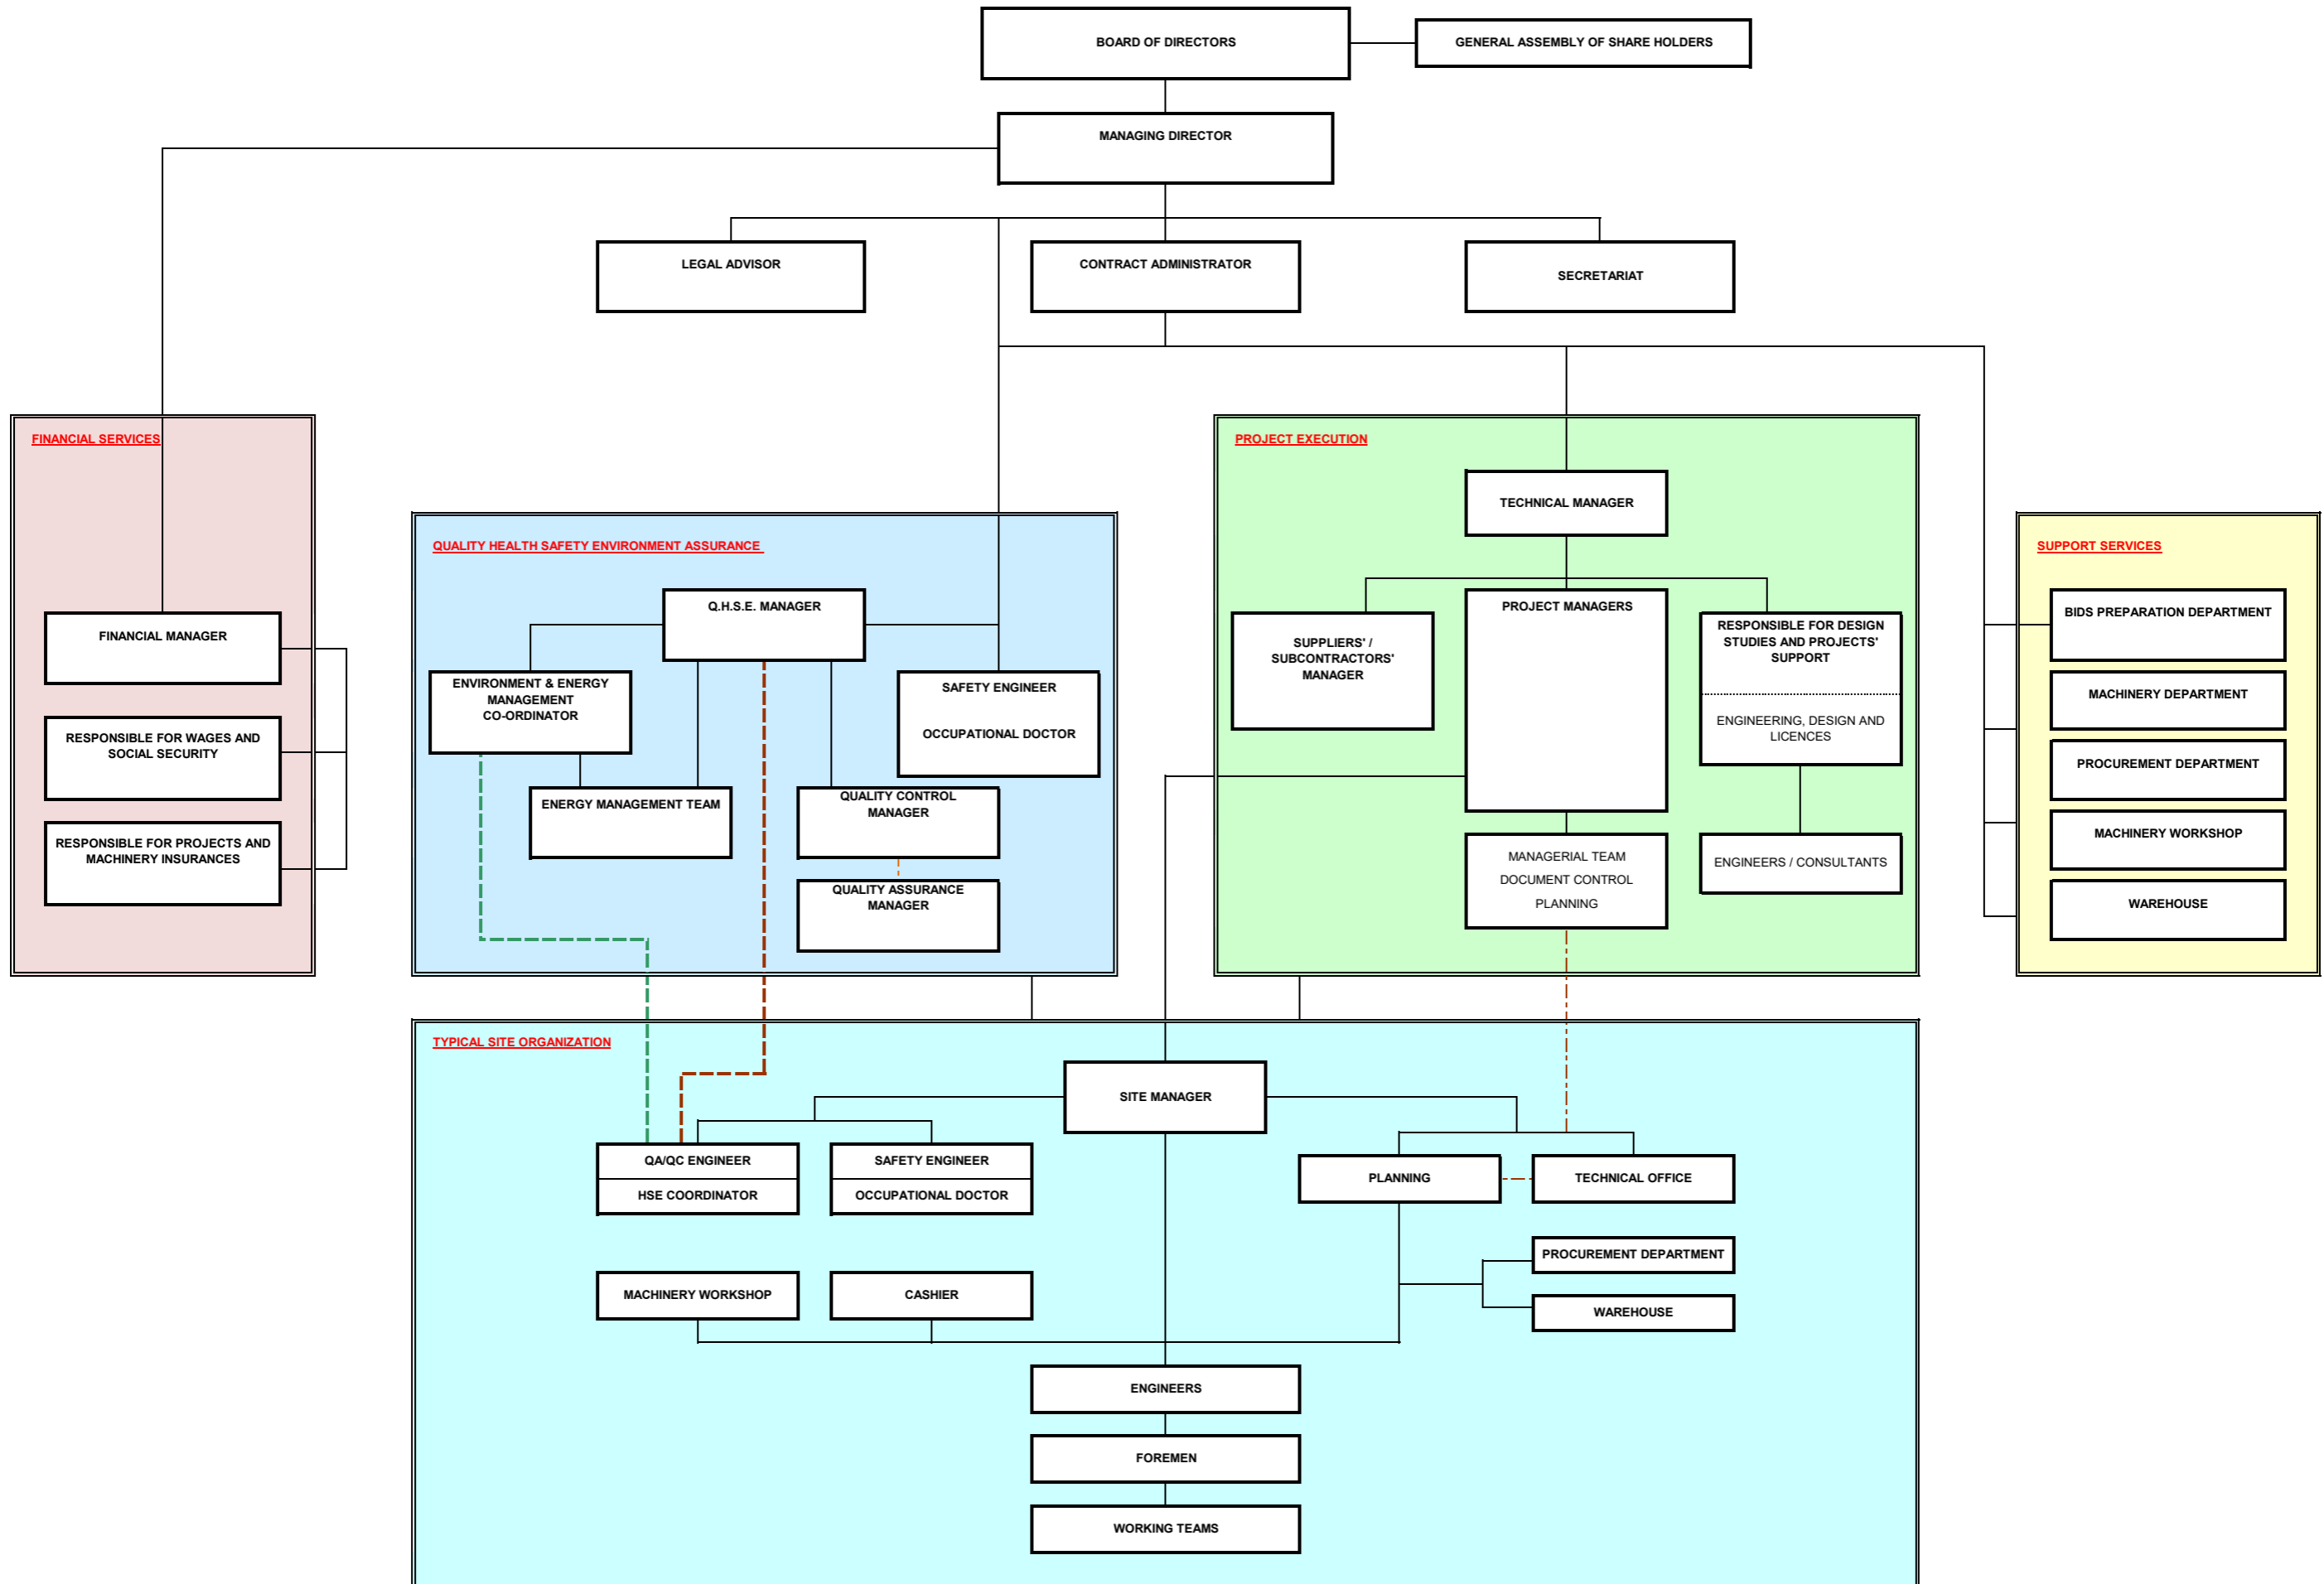 BOARD OF DIRECTORS
GENERAL ASSEMBLY OF SHARE HOLDERS
MANAGING DIRECTOR
LEGAL ADVISOR
CONTRACT ADMINISTRATOR
SECRETARIAT
FINANCIAL SERVICES
FINANCIAL MANAGER
RESPONSIBLE FOR WAGES AND
SOCIAL SECURITY
RESPONSIBLE FOR PROJECTS AND
MACHINERY INSURANCES
QUALITY HEALTH SAFETY ENVIRONMENT ASSURANCE
Q.H.S.E. MANAGER
ENVIRONMENT & ENERGY
MANAGEMENT
CO-ORDINATOR
SAFETY ENGINEER
OCCUPATIONAL DOCTOR
ENERGY MANAGEMENT TEAM
QUALITY CONTROL
MANAGER
QUALITY ASSURANCE
MANAGER
PROJECT EXECUTION
TECHNICAL MANAGER
SUPPLIERS' /
SUBCONTRACTORS'
MANAGER
PROJECT MANAGERS
RESPONSIBLE FOR DESIGN
STUDIES AND PROJECTS'
SUPPORT
ENGINEERING, DESIGN AND
LICENCES
MANAGERIAL TEAM
DOCUMENT CONTROL
PLANNING
ENGINEERS / CONSULTANTS
SUPPORT SERVICES
BIDS PREPARATION DEPARTMENT
MACHINERY DEPARTMENT
PROCUREMENT DEPARTMENT
MACHINERY WORKSHOP
WAREHOUSE
TYPICAL SITE ORGANIZATION
SITE MANAGER
QA/QC ENGINEER
HSE COORDINATOR
SAFETY ENGINEER
OCCUPATIONAL DOCTOR
PLANNING
TECHNICAL OFFICE
PROCUREMENT DEPARTMENT
WAREHOUSE
MACHINERY WORKSHOP
CASHIER
ENGINEERS
FOREMEN
WORKING TEAMS